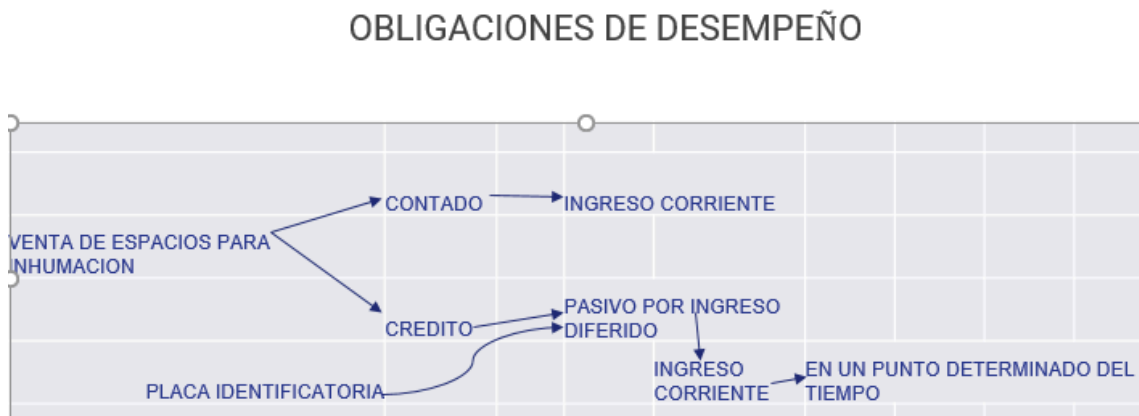 OBLIGACIONES DE DESEMPEÑO
CONTADO
INGRESO CORRIENTE
VENTA DE ESPACIOS PARA
NHUMACION
PASIVO POR INGRESO
DIFERIDO
CREDITO
INGRESO
CORRIENTE
EN UN PUNTO DETERMINADO DEL
TIEMPO
PLACA IDENTIFICATORIA